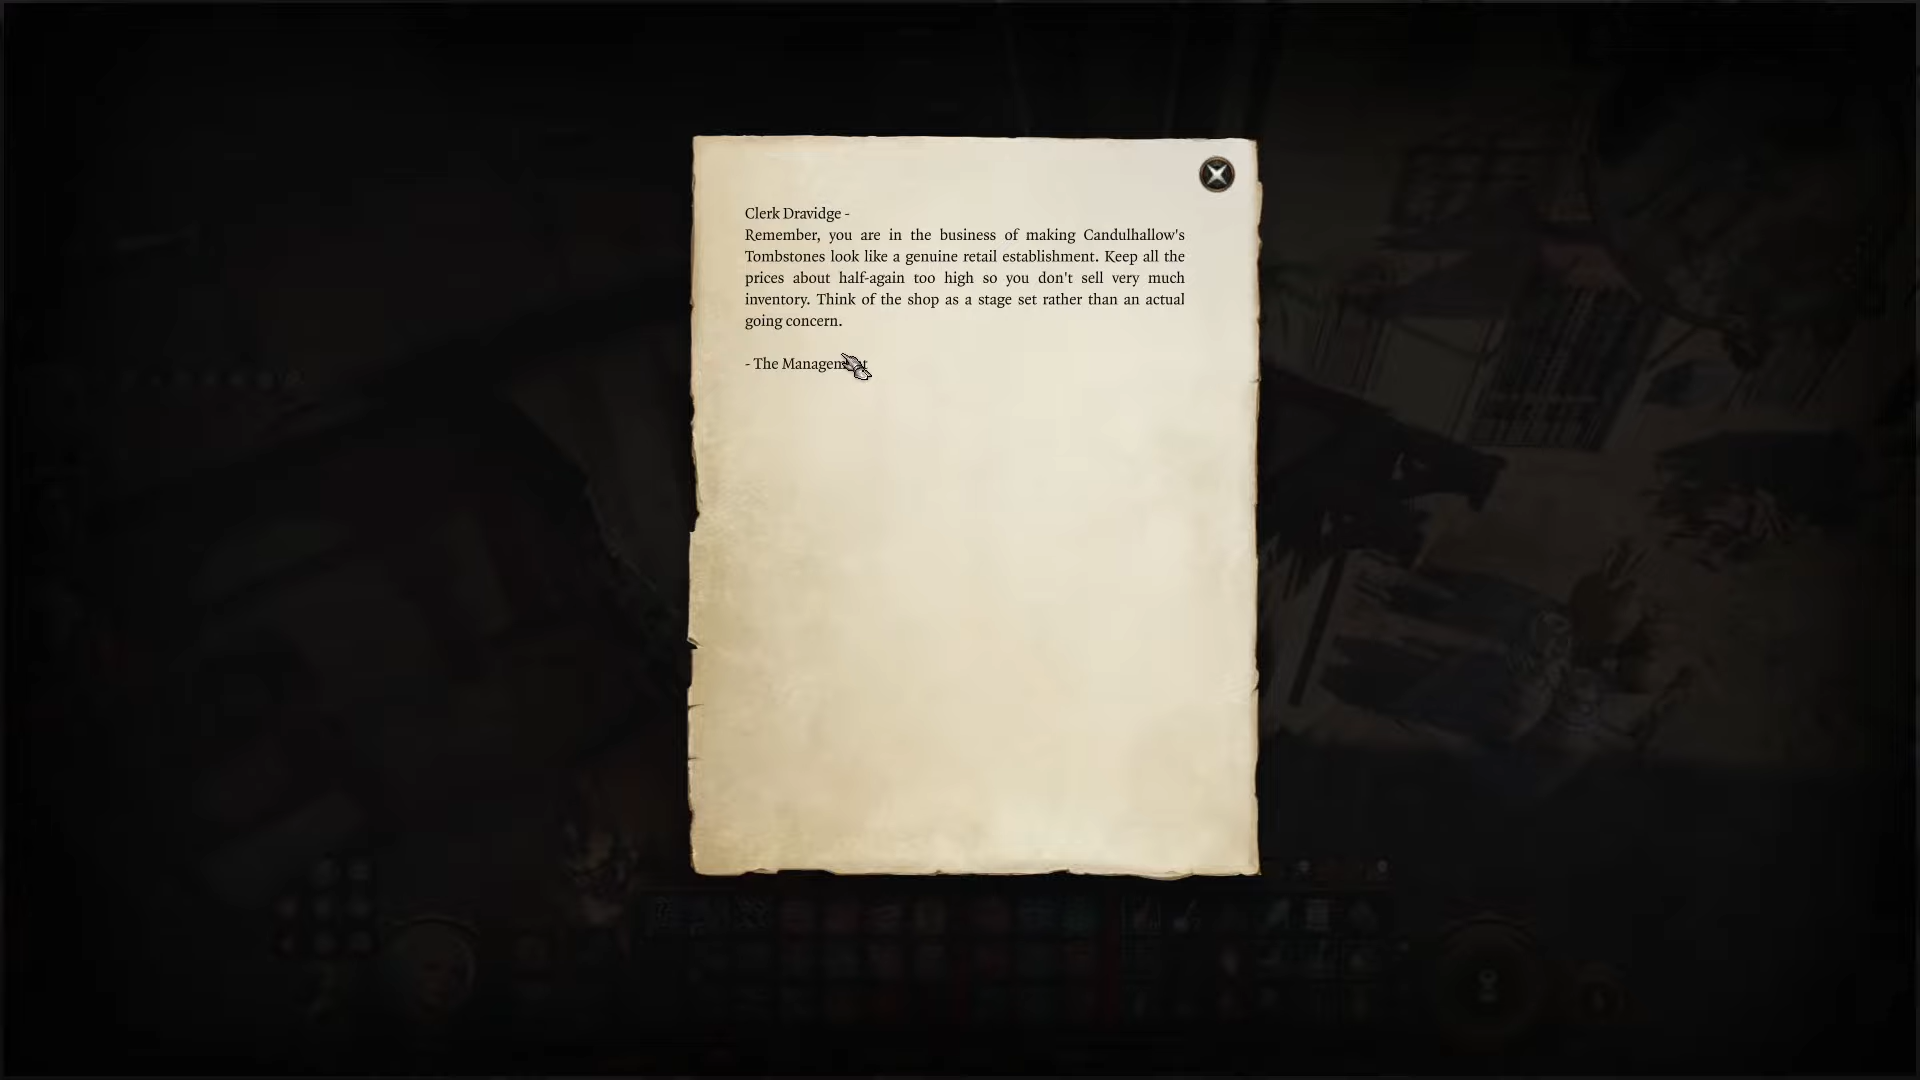 Clerk Dravidge -
Remember, you are in the business of making Candulhallow's
Tombstones look like a genuine retail establishment. Keep all the
prices about half-again too high so you don't sell very much
inventory. Think of the shop as a stage set rather than an actual
going concern.
- The Management